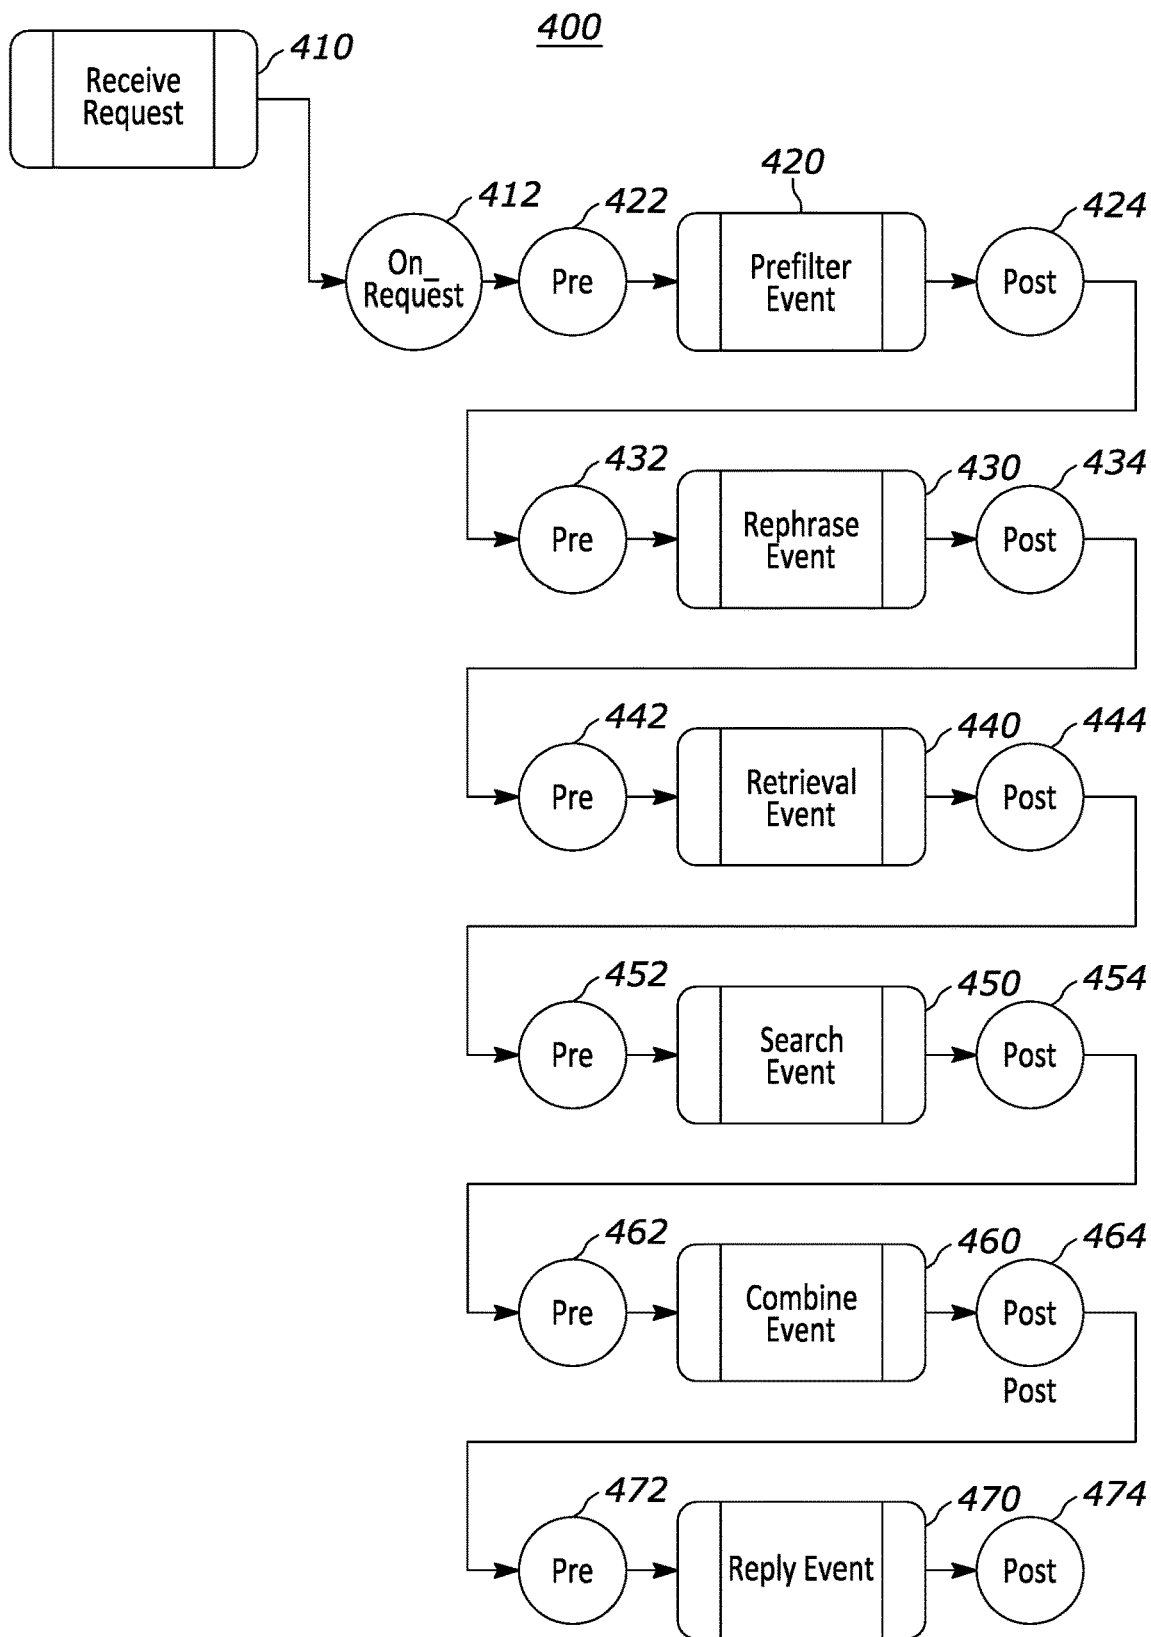 400
410
Receive
Request
412
422
420
424
On_
Request
Pre
Prefilter
Event
Post
432
430
434
Pre
Rephrase
Event
Post
442
440
444
Pre
Retrieval
Event
Post
452
450
454
Pre
Search
Event
Post
462
460
464
Pre
Combine
Event
Post
Post
472
470
474
Pre
Reply Event
Post